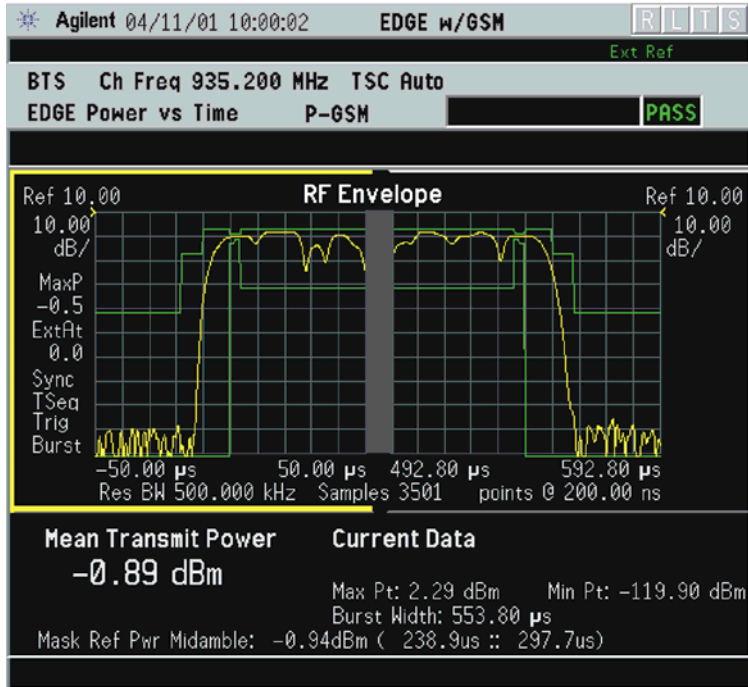 Agilent 04/11/01 10:00:02 EDGE w/GSM R L T S
Ext Ref
BTS Ch Freq 935.200 MHz TSC Auto
EDGE Power vs Time P-GSM PASS
Ref 10.00 RF Envelope Ref 10.00
10.00 10.00
dB/ dB/
MaxP
-0.5
ExtAt
0.0
Sync
TSeq
Trig
Burst
-50.00 µs 50.00 µs 492.80 µs 592.80 µs
Res BW 500.000 kHz Samples 3501 points @ 200.00 ns
Mean Transmit Power Current Data
-0.89 dBm
Max Pt: 2.29 dBm Min Pt: -119.90 dBm
Burst Width: 553.80 µs
Mask Ref Pwr Midamble: -0.94dBm ( 238.9us :: 297.7us)